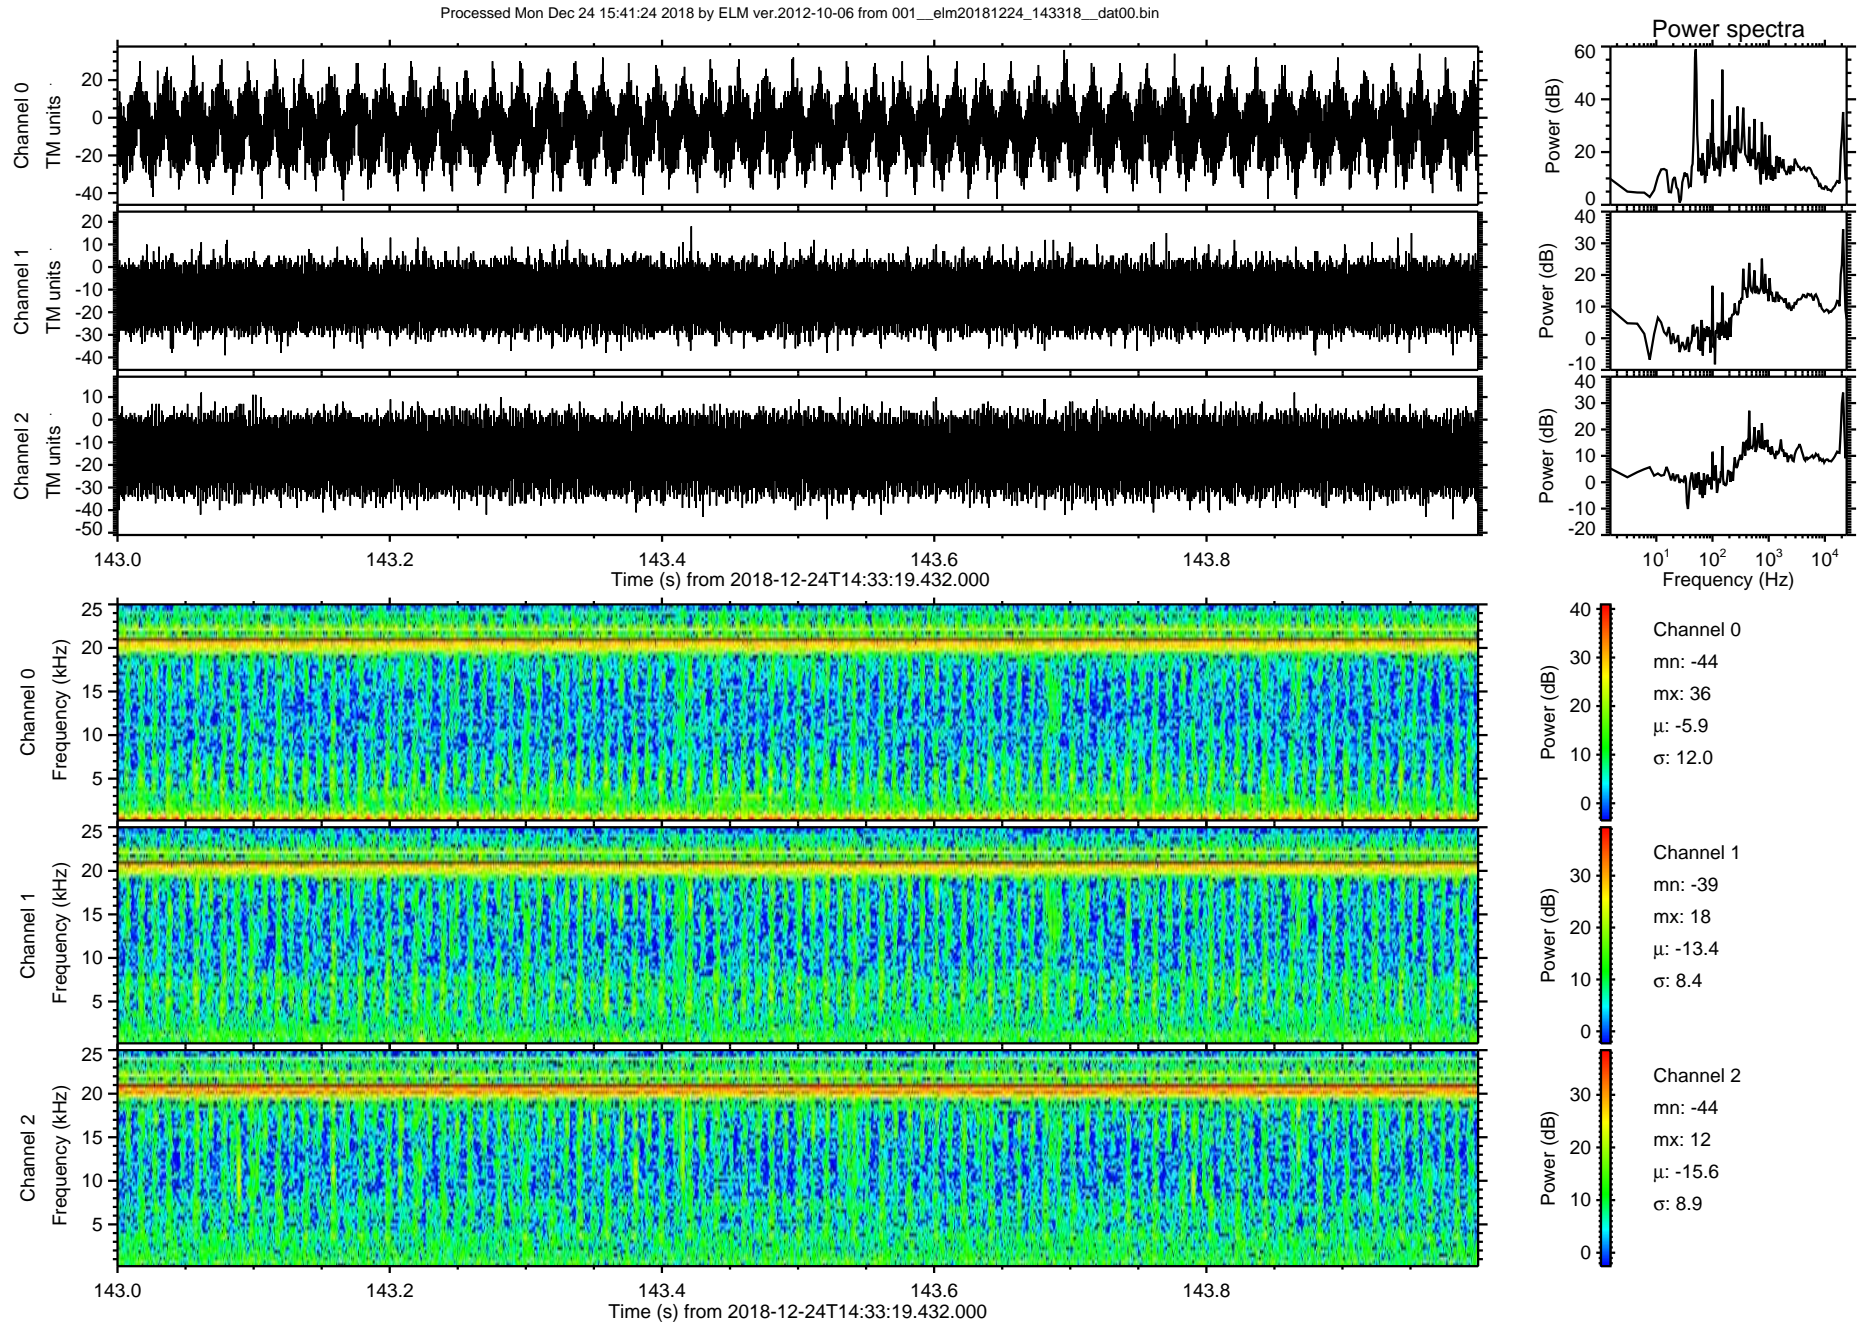 Processed Mon Dec 24 15:41:24 2018 by ELM ver.2012-10-06 from 001__elm20181224_143318__dat00.bin
Power spectra
Channel 0
TM units
20
0
-20
-40
Power (dB)
60
40
20
0
Channel 1
TM units
20
10
0
-10
-20
-30
-40
Power (dB)
40
30
20
10
0
-10
Channel 2
TM units
10
0
-10
-20
-30
-40
-50
Power (dB)
40
30
20
10
0
-10
-20
143.0 143.2 143.4 143.6 143.8
Time (s) from 2018-12-24T14:33:19.432.000
10¹ 10² 10³ 10⁴
Frequency (Hz)
Channel 0
Frequency (kHz)
25
20
15
10
5
Power (dB)
40
30
20
10
0
Channel 0
mn: -44
mx: 36
μ: -5.9
σ: 12.0
Channel 1
Frequency (kHz)
25
20
15
10
5
Power (dB)
30
20
10
0
Channel 1
mn: -39
mx: 18
μ: -13.4
σ: 8.4
Channel 2
Frequency (kHz)
25
20
15
10
5
Power (dB)
30
20
10
0
Channel 2
mn: -44
mx: 12
μ: -15.6
σ: 8.9
143.0 143.2 143.4 143.6 143.8
Time (s) from 2018-12-24T14:33:19.432.000